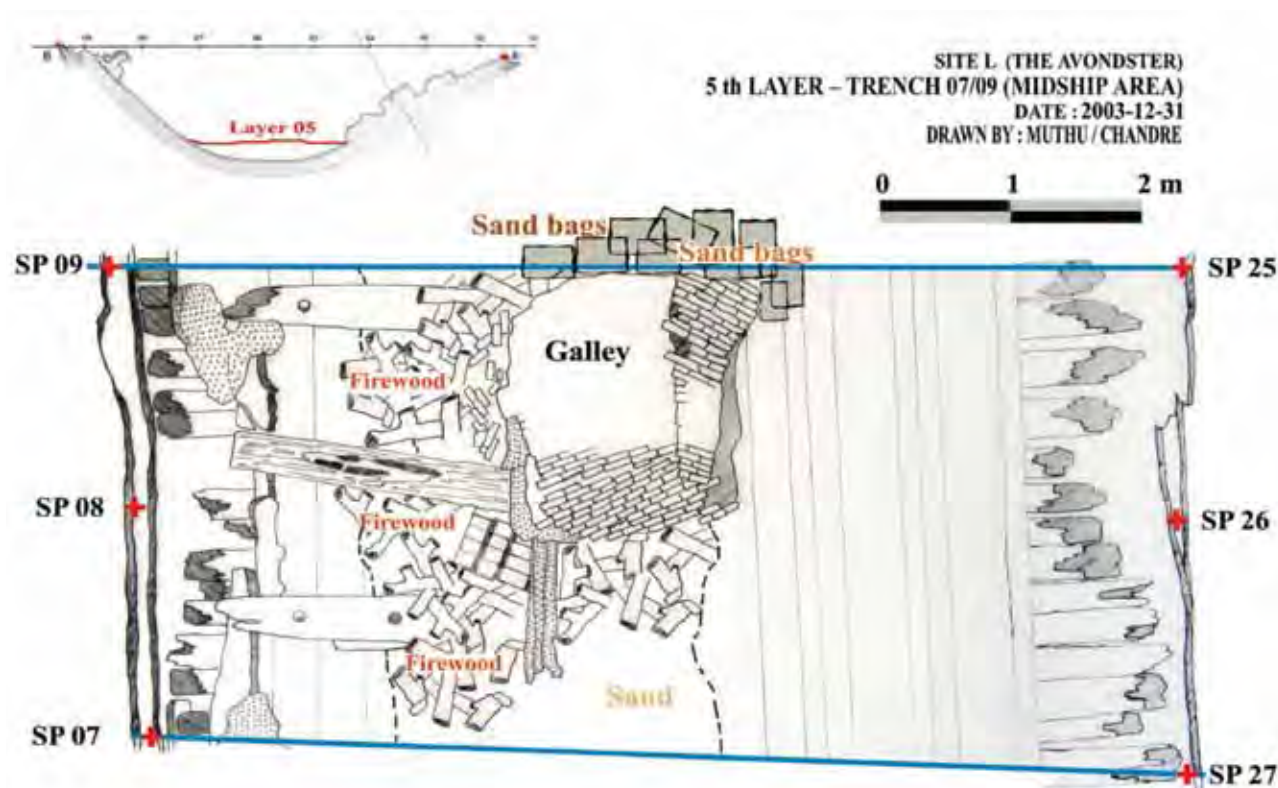 SITE L (THE AVONDSTER)
5 th LAYER – TRENCH 07/09 (MIDSHIP AREA)
DATE : 2003-12-31
DRAWN BY : MUTHU / CHANDRE
Layer 05
0 1 2 m
Sand bags
Sand bags
SP 09
SP 25
Galley
Firewood
SP 08
Firewood
SP 26
Firewood
Sand
SP 07
SP 27